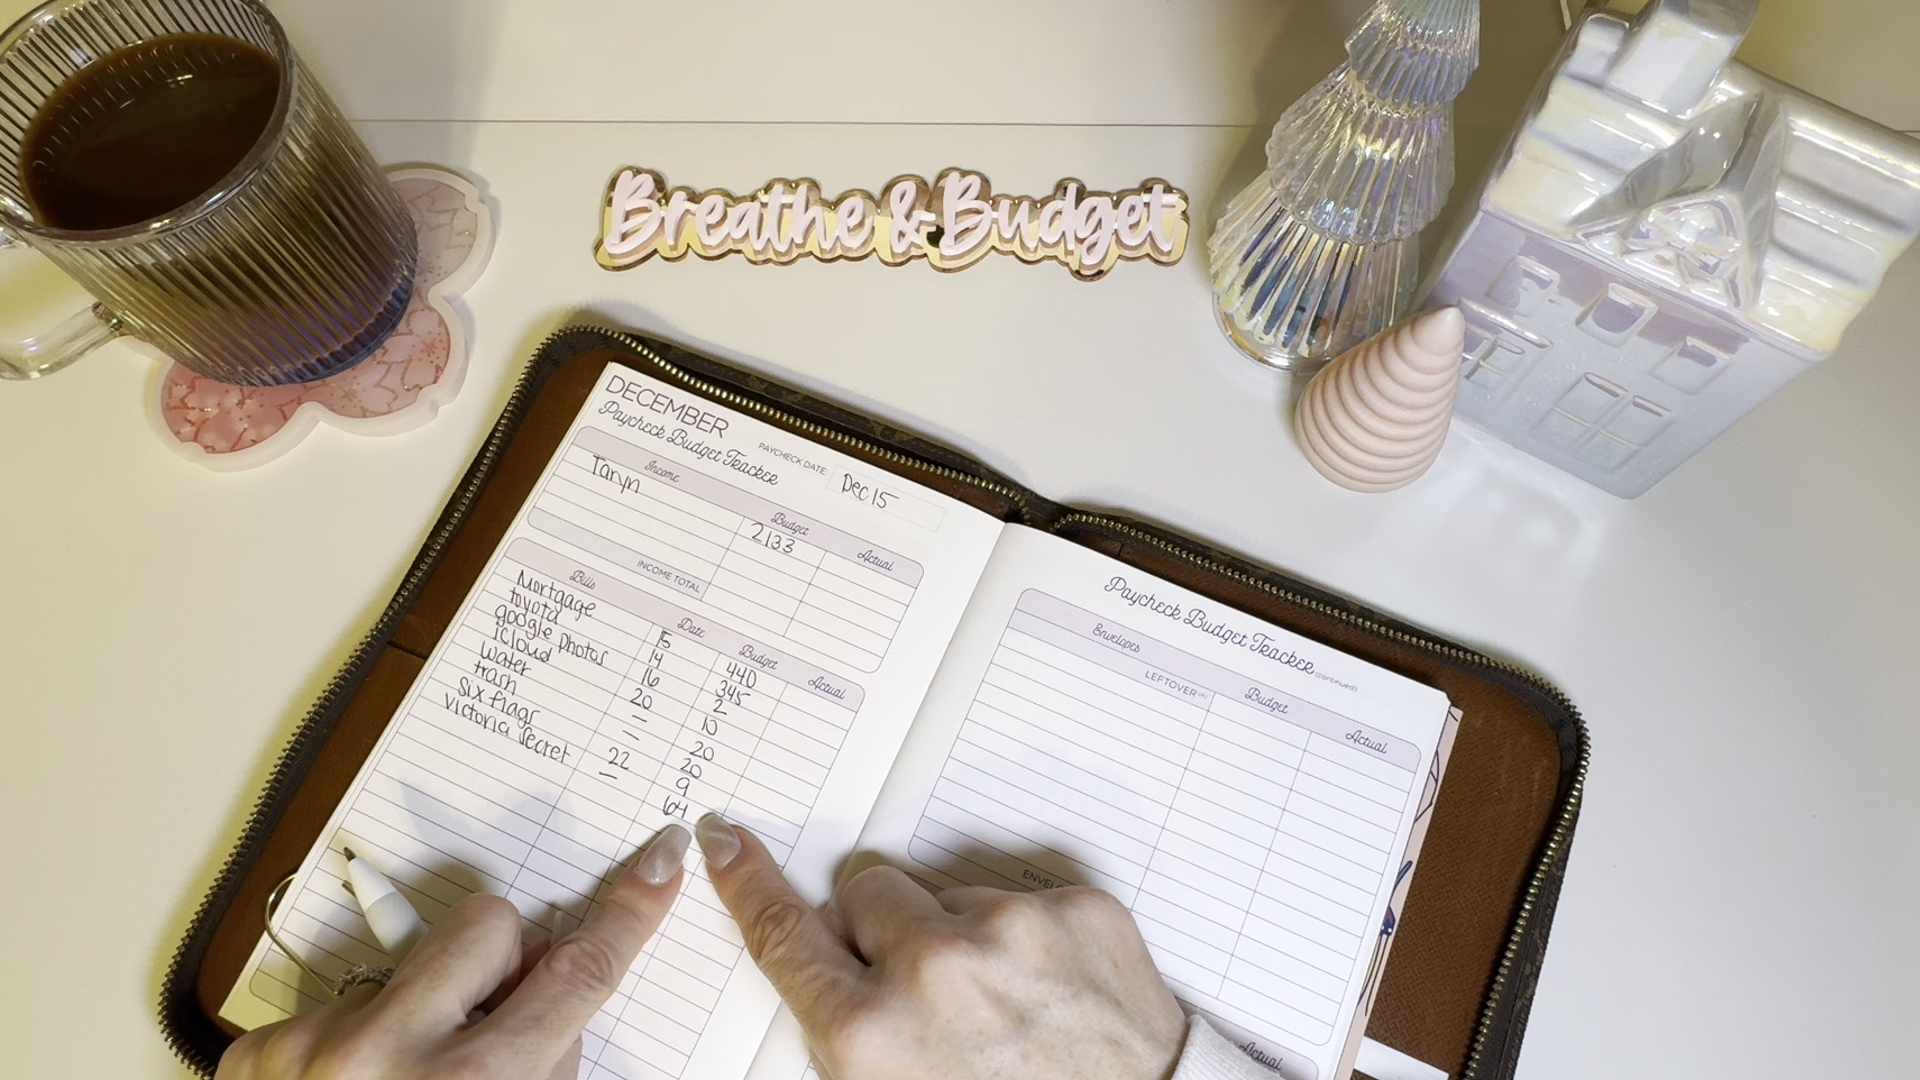 Breathe & Budget
DECEMBER
Paycheck Budget Tracker
PAYCHECK DATE: Dec 15
Income Budget Actual
Taryn 2133
INCOME TOTAL
Bills Date Budget Actual
Mortgage 15 440
toyota 14 345
google photos 16 2
icloud 20 10
water — 20
trash — 20
six flags 22 9
victoria secret — 64
Paycheck Budget Tracker (continued)
Envelopes Budget Actual
LEFTOVER
Actual